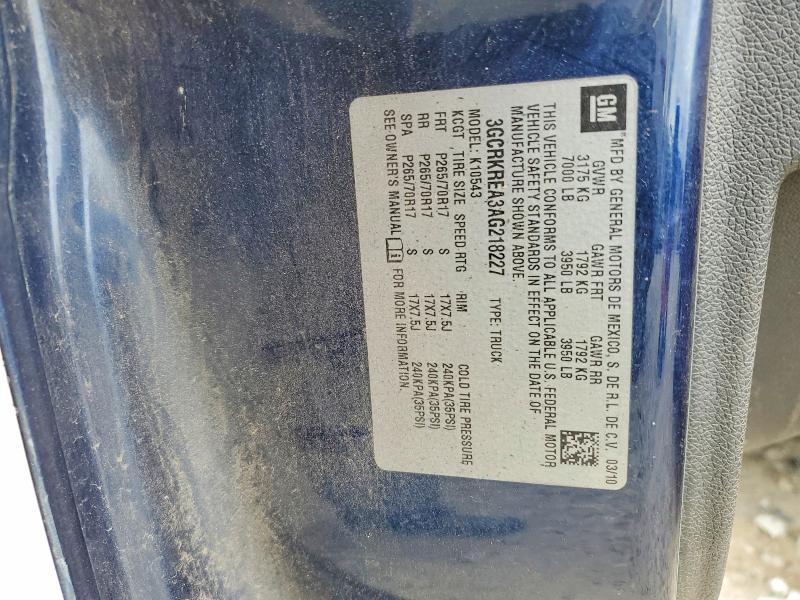 GM MFD BY GENERAL MOTORS DE MEXICO, S. DE R.L. DE C.V. 03/10
GVWR GAWR FRT GAWR RR
3175 KG 1792 KG 1792 KG
7000 LB 3950 LB 3950 LB
THIS VEHICLE CONFORMS TO ALL APPLICABLE U.S. FEDERAL MOTOR
VEHICLE SAFETY STANDARDS IN EFFECT ON THE DATE OF
MANUFACTURE SHOWN ABOVE.
3GCRKREA3AG218227 TYPE: TRUCK
MODEL: K10543
KCGT , TIRE SIZE SPEED RTG RIM COLD TIRE PRESSURE
FRT P265/70R17 S 17X7.5J 240KPA(35PSI)
RR P265/70R17 S 17X7.5J 240KPA(35PSI)
SPA P265/70R17 S 17X7.5J 240KPA(35PSI)
SEE OWNER'S MANUAL i FOR MORE INFORMATION.